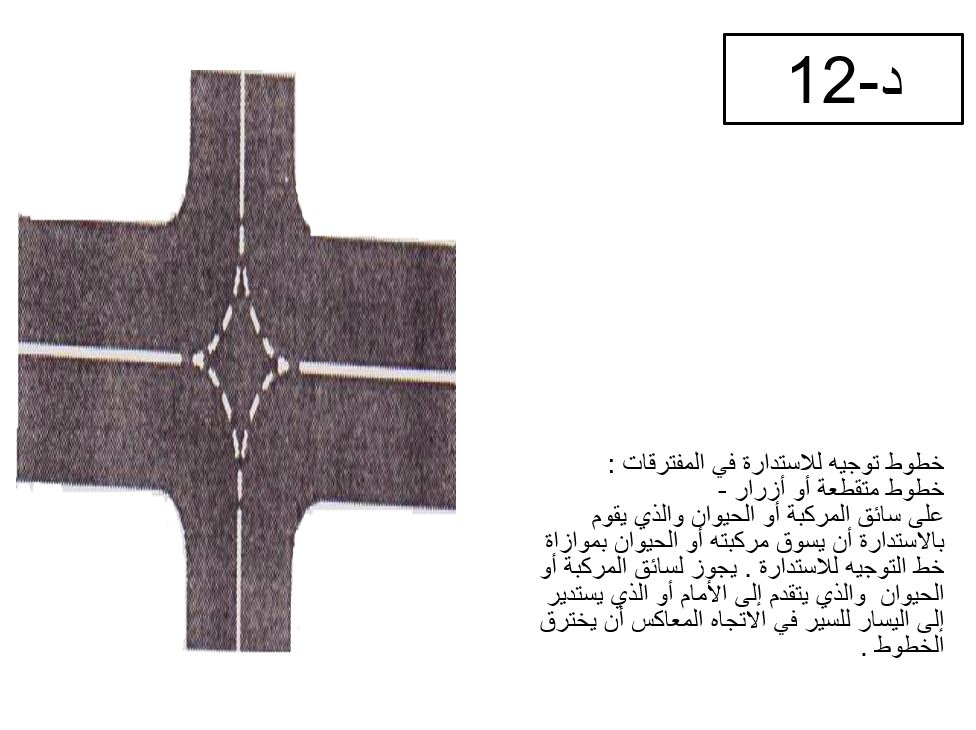 د-12
خطوط توجيه للاستدارة في المفترقات :
خطوط متقطعة أو أزرار -
على سائق المركبة أو الحيوان والذي يقوم
بالاستدارة أن يسوق مركبته أو الحيوان بموازاة
خط التوجيه للاستدارة . يجوز لسائق المركبة أو
الحيوان والذي يتقدم إلى الأمام أو الذي يستدير
إلى اليسار للسير في الاتجاه المعاكس أن يخترق
الخطوط .